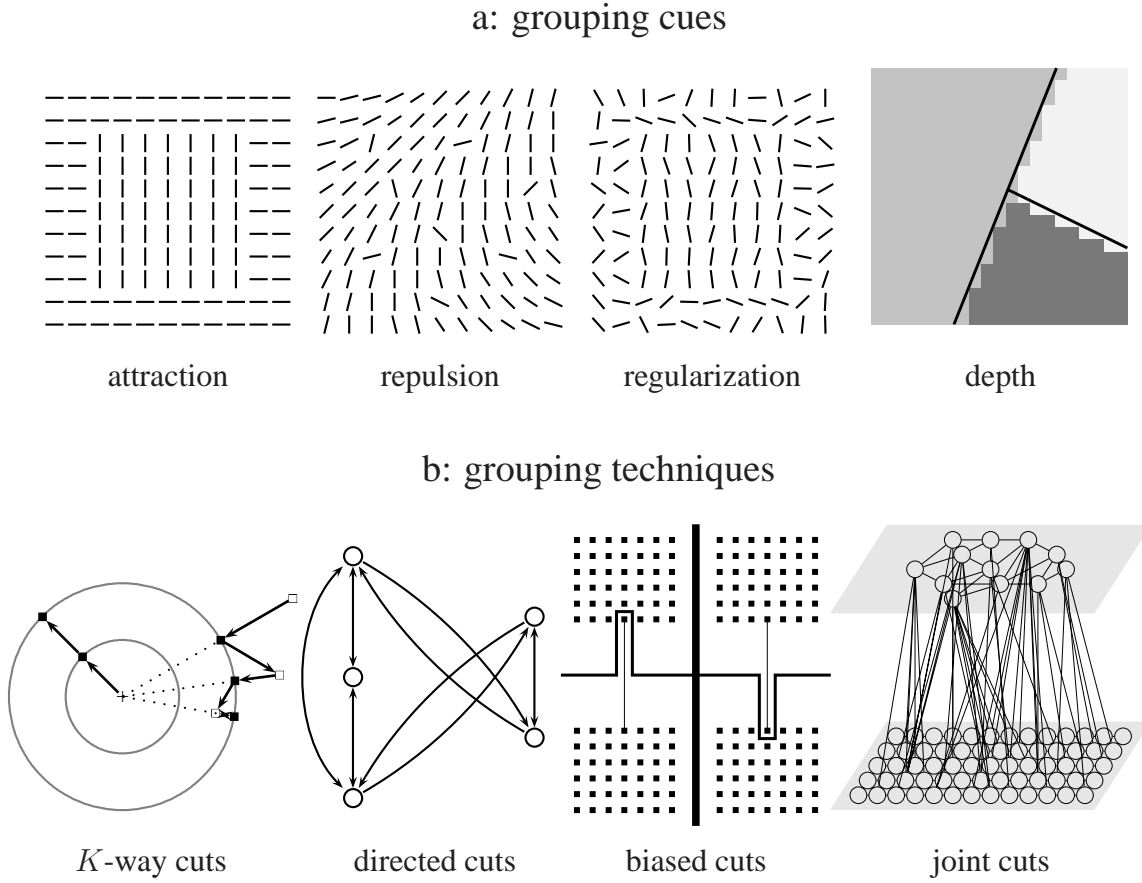 a: grouping cues
attraction repulsion regularization depth
b: grouping techniques
K-way cuts directed cuts biased cuts joint cuts